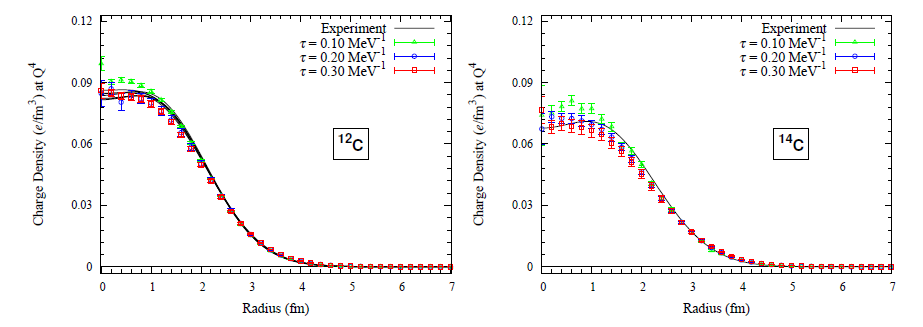 0.12
0.09
0.06
0.03
0
Charge Density (e/fm³) at Q⁴
Experiment
τ = 0.10 MeV⁻¹
τ = 0.20 MeV⁻¹
τ = 0.30 MeV⁻¹
¹²C
0 1 2 3 4 5 6 7
Radius (fm)
0.12
0.09
0.06
0.03
0
Charge Density (e/fm³) at Q⁴
Experiment
τ = 0.10 MeV⁻¹
τ = 0.20 MeV⁻¹
τ = 0.30 MeV⁻¹
¹⁴C
0 1 2 3 4 5 6 7
Radius (fm)